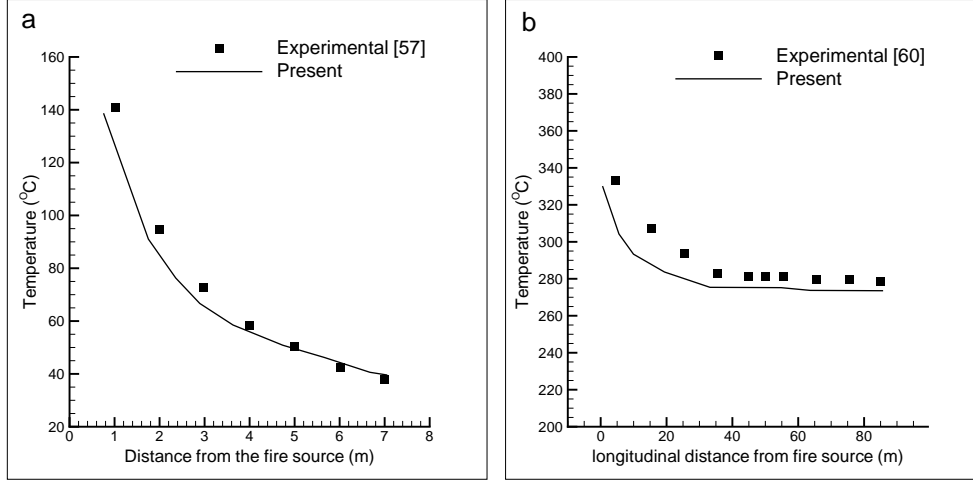 a
Experimental [57]
Present
160
140
120
100
80
60
40
20
Temperature (°C)
0 1 2 3 4 5 6 7 8
Distance from the fire source (m)
b
Experimental [60]
Present
400
380
360
340
320
300
280
260
240
220
200
Temperature (°C)
0 20 40 60 80
longitudinal distance from fire source (m)